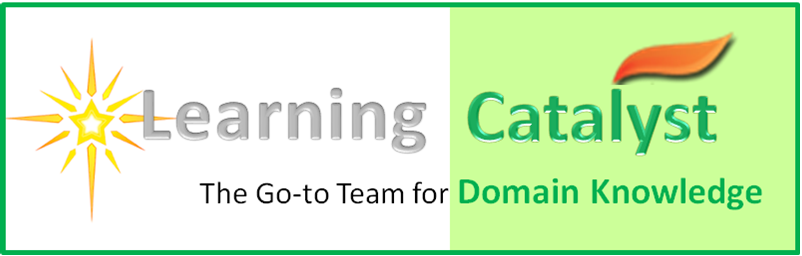 Learning Catalyst
The Go-to Team for Domain Knowledge